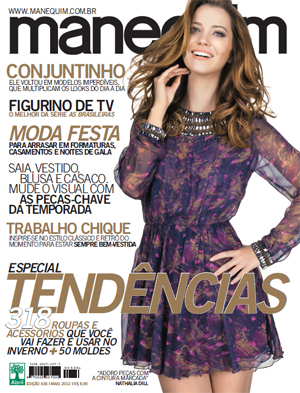 WWW.MANEQUIM.COM.BR
manequim
CONJUNTINHO
ELE VOLTOU EM MODELOS IMPERDÍVEIS,
QUE MULTIPLICAM OS LOOKS DO DIA A DIA
FIGURINO DE TV
O MELHOR DA SÉRIE AS BRASILEIRAS
MODA FESTA
PARA ARRASAR EM FORMATURAS,
CASAMENTOS E NOITES DE GALA
SAIA, VESTIDO,
BLUSA E CASACO.
MUDE O VISUAL COM
AS PEÇAS-CHAVE
DA TEMPORADA
TRABALHO CHIQUE
INSPIRE-SE NO ESTILO CLÁSSICO E RETRÔ DO
MOMENTO PARA ESTAR SEMPRE BEM-VESTIDA
ESPECIAL
TENDÊNCIAS
318 ROUPAS E
ACESSÓRIOS QUE VOCÊ
VAI FAZER E USAR NO
INVERNO + 50 MOLDES
Abril
"ADORO PEÇAS COM
A CINTURA MARCADA"
NATHALIA DILL